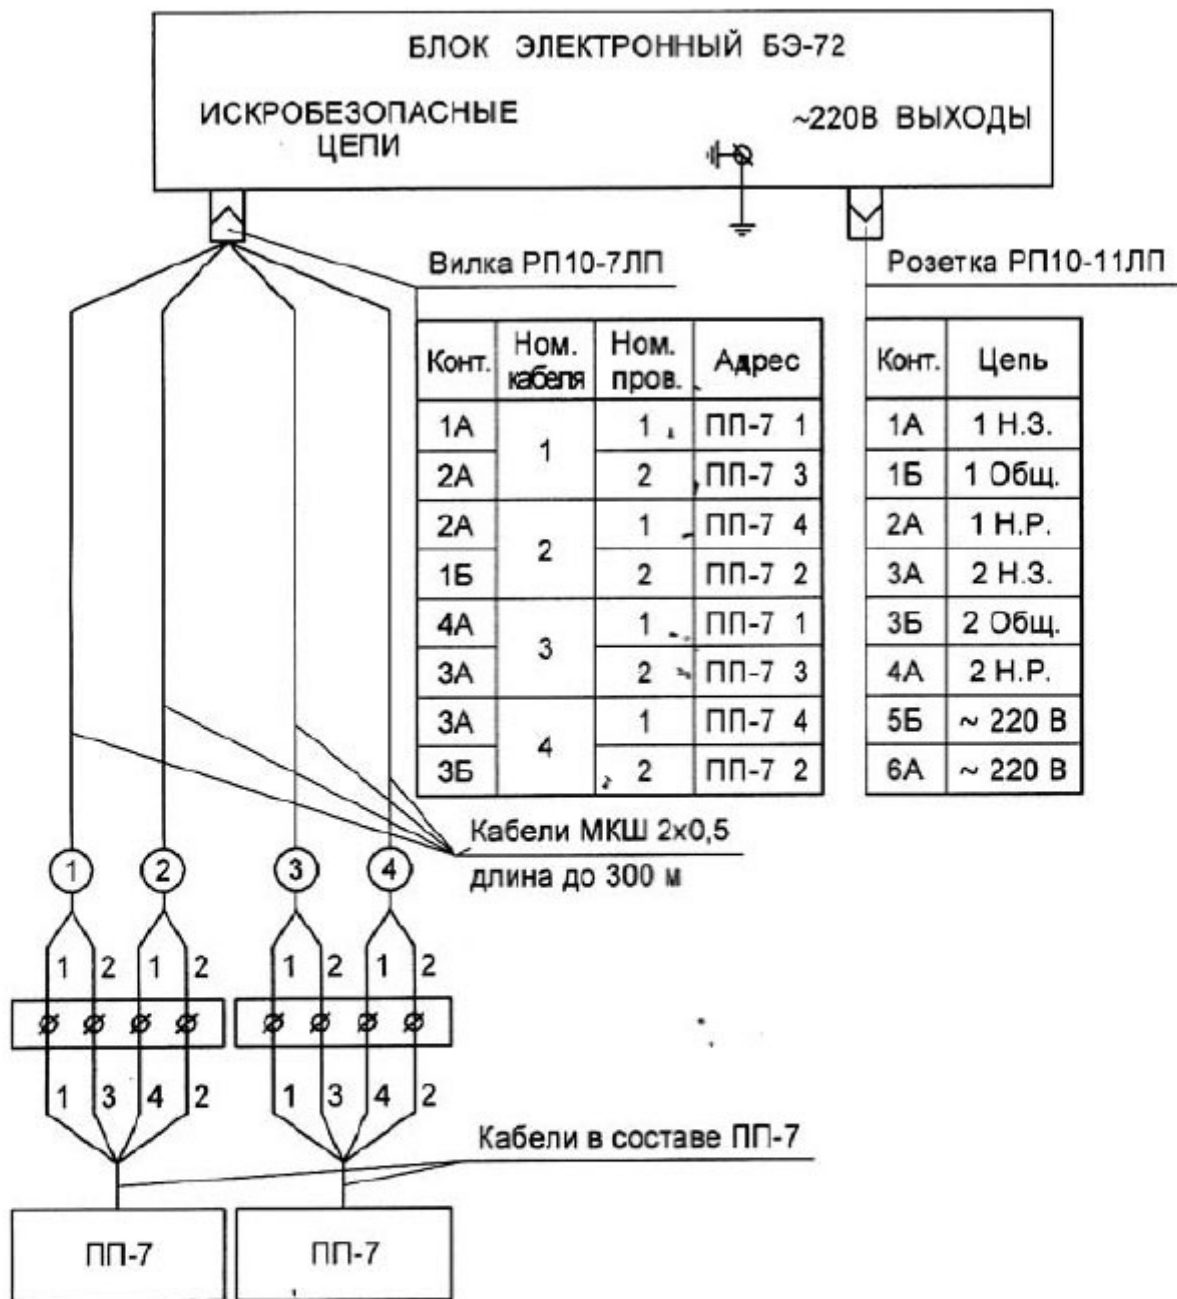 БЛОК ЭЛЕКТРОННЫЙ БЭ-72
ИСКРОБЕЗОПАСНЫЕ
ЦЕПИ
~220В ВЫХОДЫ
Вилка РП10-7ЛП
Розетка РП10-11ЛП
Конт. Ном. кабеля Ном. пров. Адрес
1А 1 1 ПП-7 1
2А 2 ПП-7 3
2А 2 1 ПП-7 4
1Б 2 ПП-7 2
4А 3 1 ПП-7 1
3А 2 ПП-7 3
3А 4 1 ПП-7 4
3Б 2 ПП-7 2
Конт. Цепь
1А 1 Н.З.
1Б 1 Общ.
2А 1 Н.Р.
3А 2 Н.З.
3Б 2 Общ.
4А 2 Н.Р.
5Б ~ 220 В
6А ~ 220 В
Кабели МКШ 2х0,5
длина до 300 м
1 2 3 4
1 2 1 2 1 2 1 2
1 3 4 2 1 3 4 2
Кабели в составе ПП-7
ПП-7 ПП-7